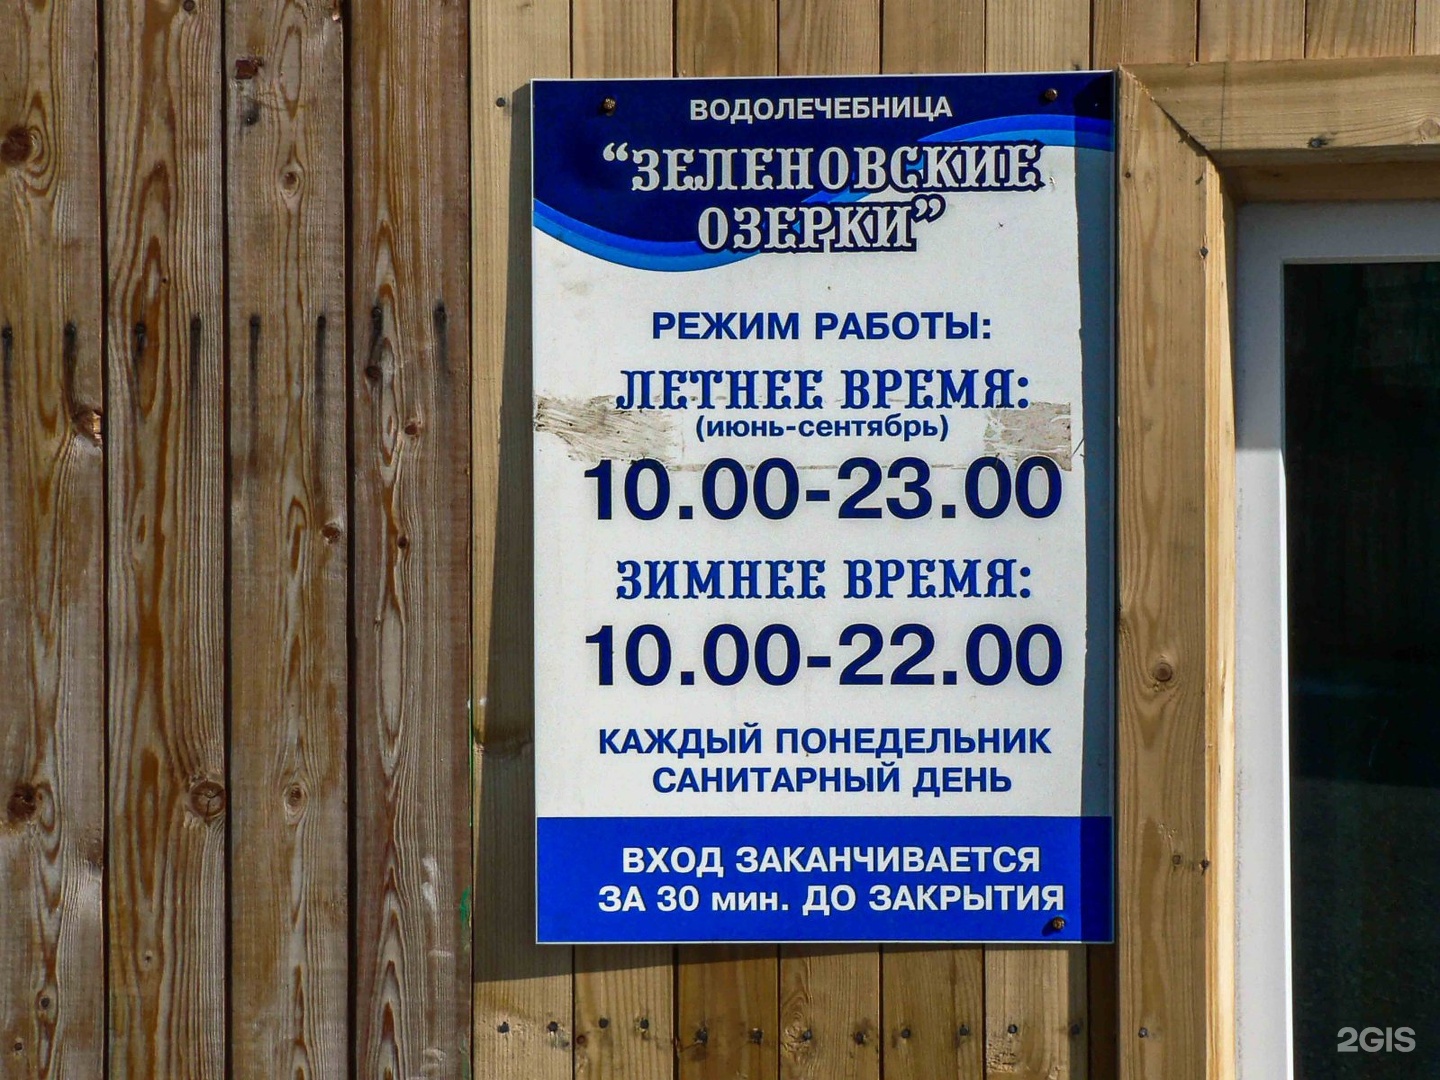 ВОДОЛЕЧЕБНИЦА
“ЗЕЛЕНОВСКИЕ
ОЗЕРКИ”
РЕЖИМ РАБОТЫ:
ЛЕТНЕЕ ВРЕМЯ:
(июнь-сентябрь)
10.00-23.00
ЗИМНЕЕ ВРЕМЯ:
10.00-22.00
КАЖДЫЙ ПОНЕДЕЛЬНИК
САНИТАРНЫЙ ДЕНЬ
ВХОД ЗАКАНЧИВАЕТСЯ
ЗА 30 мин. ДО ЗАКРЫТИЯ
2GIS